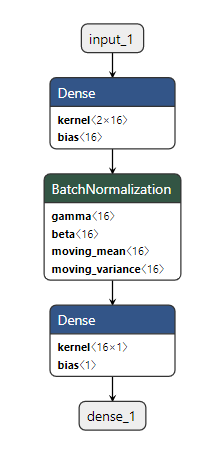 input_1
Dense
kernel⟨2×16⟩
bias⟨16⟩
BatchNormalization
gamma⟨16⟩
beta⟨16⟩
moving_mean⟨16⟩
moving_variance⟨16⟩
Dense
kernel⟨16×1⟩
bias⟨1⟩
dense_1